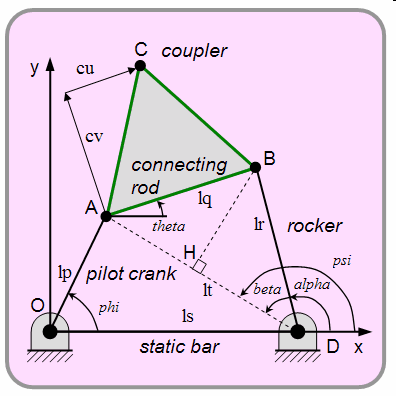 C coupler
y
cu
cv
connecting
rod
B
A
lq
theta
lr
rocker
H
lp
pilot crank
lt
psi
beta
alpha
O
phi
ls
static bar
D
x